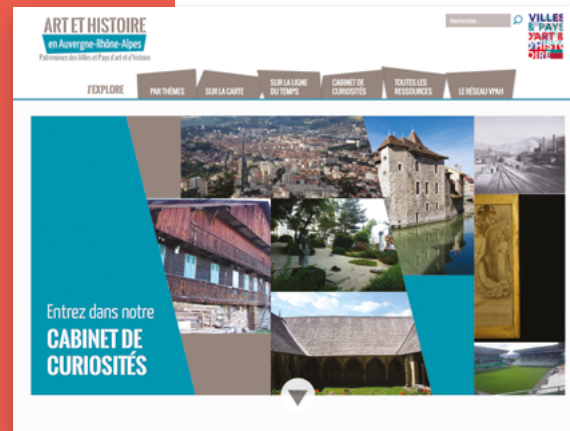 ART ET HISTOIRE
en Auvergne-Rhône-Alpes
Patrimoines des Villes et Pays d'art et d'histoire
Rechercher...
VILLES
& PAYS
D'ART &
D'HISTO
IRE
J'EXPLORE
PAR THÈMES
SUR LA CARTE
SUR LA LIGNE
DU TEMPS
CABINET DE
CURIOSITÉS
TOUTES LES
RESSOURCES
LE RÉSEAU VPAH
Entrez dans notre
CABINET DE
CURIOSITÉS